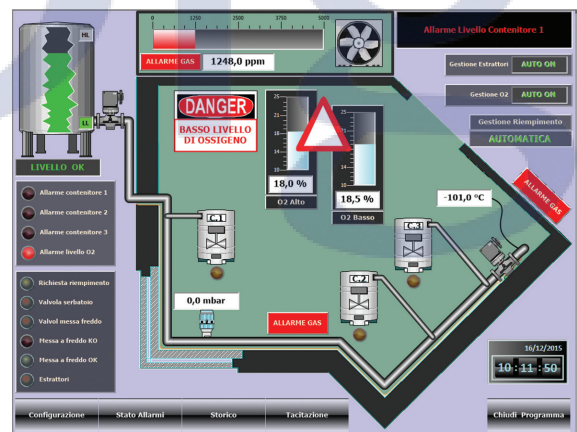 0 1250 2500 3750 5000
ALLARME GAS 1248,0 ppm
Allarme Livello Contenitore 1
Gestione Estrattori AUTO ON
Gestione O2 AUTO ON
Gestione Riempimento
AUTOMATICA
HL
LL
LIVELLO OK
DANGER
BASSO LIVELLO
DI OSSIGENO
25
21
18
10
18,0 %
O2 Alto
25
21
18
10
18,5 %
O2 Basso
ALLARME GAS
-101,0 °C
Allarme contenitore 1
Allarme contenitore 2
Allarme contenitore 3
Allarme livello O2
C.1
C.3
C.2
Richiesta riempimento
Valvola serbatoio
Valvol messa freddo
Messa a freddo KO
Messa a freddo OK
Estrattori
0,0 mbar
ALLARME GAS
16/12/2015
10:11:50
Configurazione Stato Allarmi Storico Tacitazione Chiudi Programma